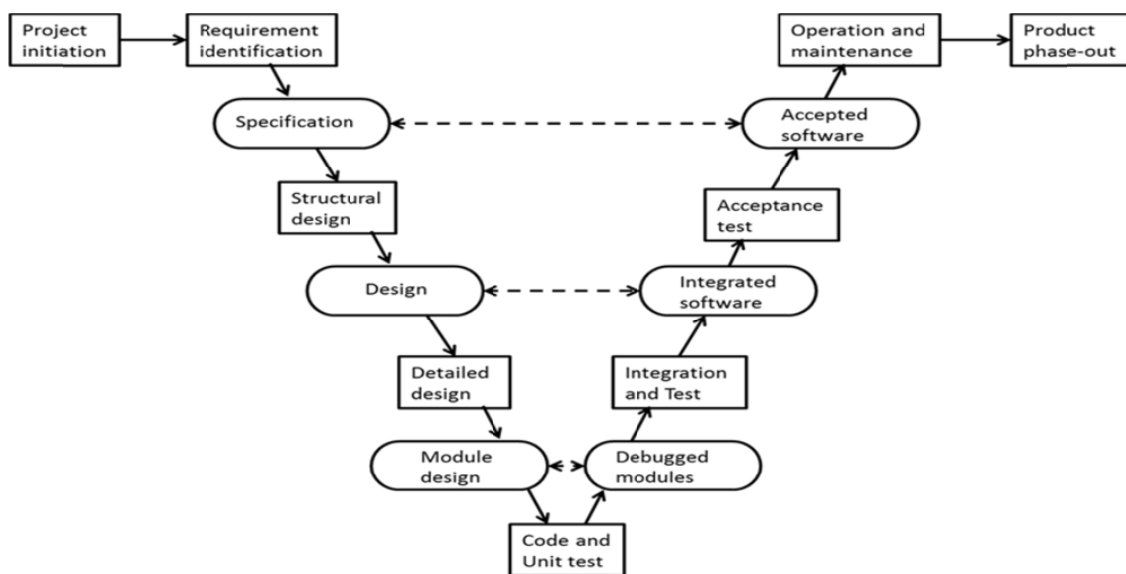 Project
initiation
Requirement
identification
Operation and
maintenance
Product
phase-out
Specification
Accepted
software
Structural
design
Acceptance
test
Design
Integrated
software
Detailed
design
Integration
and Test
Module
design
Debugged
modules
Code and
Unit test